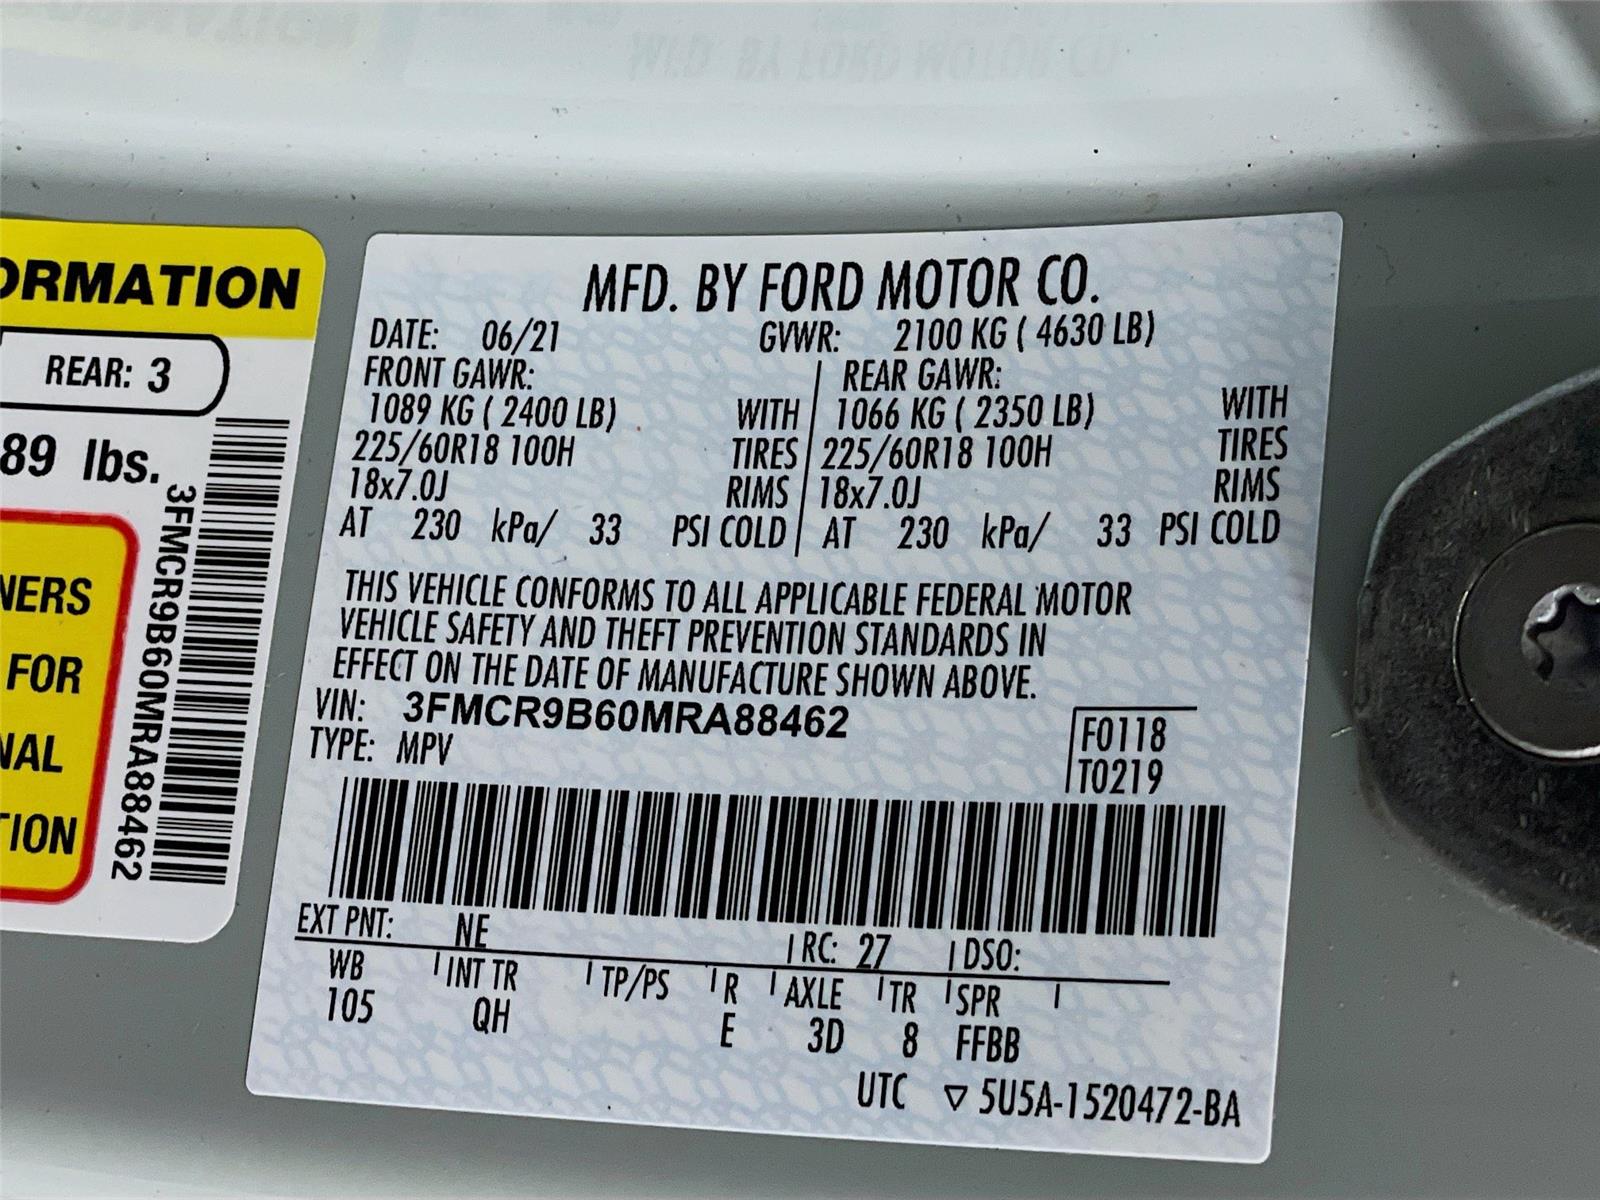 ORMATION
REAR: 3
89 lbs.
3FMCR9B60MRA88462
NERS
FOR
NAL
TION
MFD. BY FORD MOTOR CO.
DATE: 06/21 GVWR: 2100 KG ( 4630 LB)
FRONT GAWR: REAR GAWR:
1089 KG ( 2400 LB) WITH 1066 KG ( 2350 LB) WITH
225/60R18 100H TIRES 225/60R18 100H TIRES
18x7.0J RIMS 18x7.0J RIMS
AT 230 kPa/ 33 PSI COLD AT 230 kPa/ 33 PSI COLD
THIS VEHICLE CONFORMS TO ALL APPLICABLE FEDERAL MOTOR
VEHICLE SAFETY AND THEFT PREVENTION STANDARDS IN
EFFECT ON THE DATE OF MANUFACTURE SHOWN ABOVE.
VIN: 3FMCR9B60MRA88462
TYPE: MPV
F0118
T0219
EXT PNT: NE RC: 27 DSO:
WB INT TR TP/PS R AXLE TR SPR
105 QH E 3D 8 FFBB
UTC ▽ 5U5A-1520472-BA